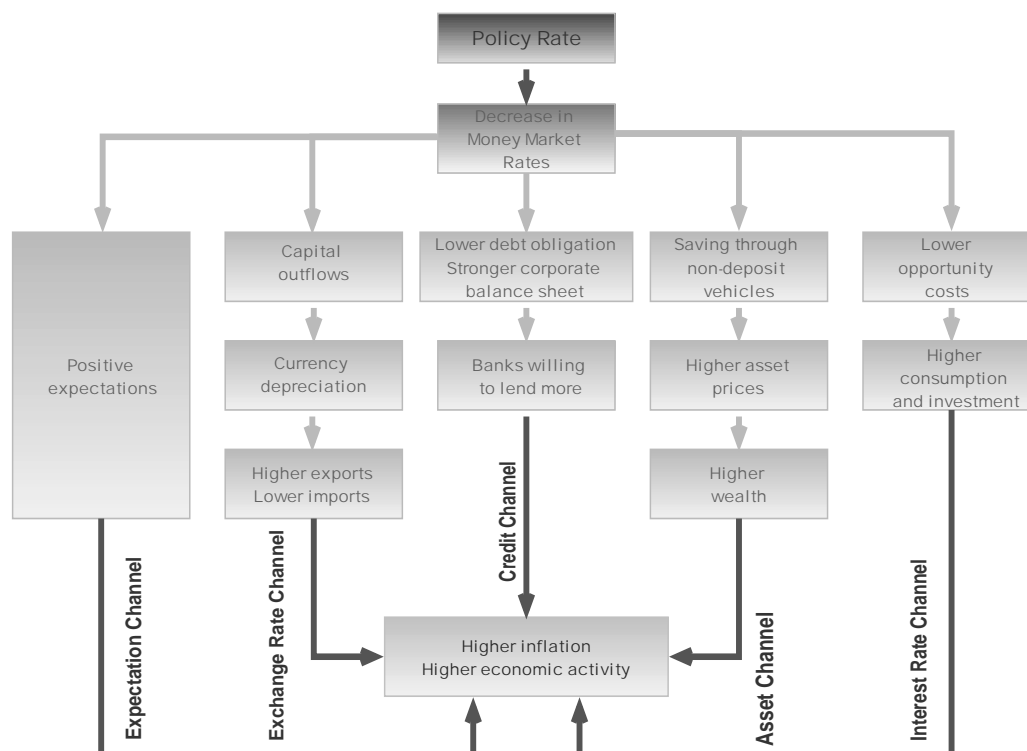 Policy Rate
Decrease in
Money Market
Rates
Positive
expectations
Capital
outflows
Lower debt obligation
Stronger corporate
balance sheet
Saving through
non-deposit
vehicles
Lower
opportunity
costs
Currency
depreciation
Banks willing
to lend more
Higher asset
prices
Higher
consumption
and investment
Higher exports
Lower imports
Higher
wealth
Expectation Channel
Exchange Rate Channel
Credit Channel
Asset Channel
Interest Rate Channel
Higher inflation
Higher economic activity